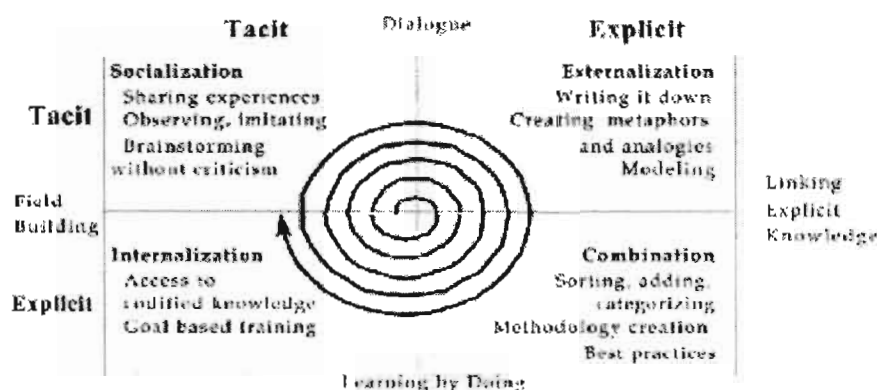 Tacit Dialogue Explicit
Socialization
Sharing experiences
Observing, imitating
Brainstorming
without criticism
Externalization
Writing it down
Creating metaphors
and analogies
Modeling
Tacit
Field
Building
Linking
Explicit
Knowledge
Internalization
Access to
codified knowledge
Goal based training
Combination
Sorting, adding,
categorizing
Methodology creation
Best practices
Explicit
Learning by Doing